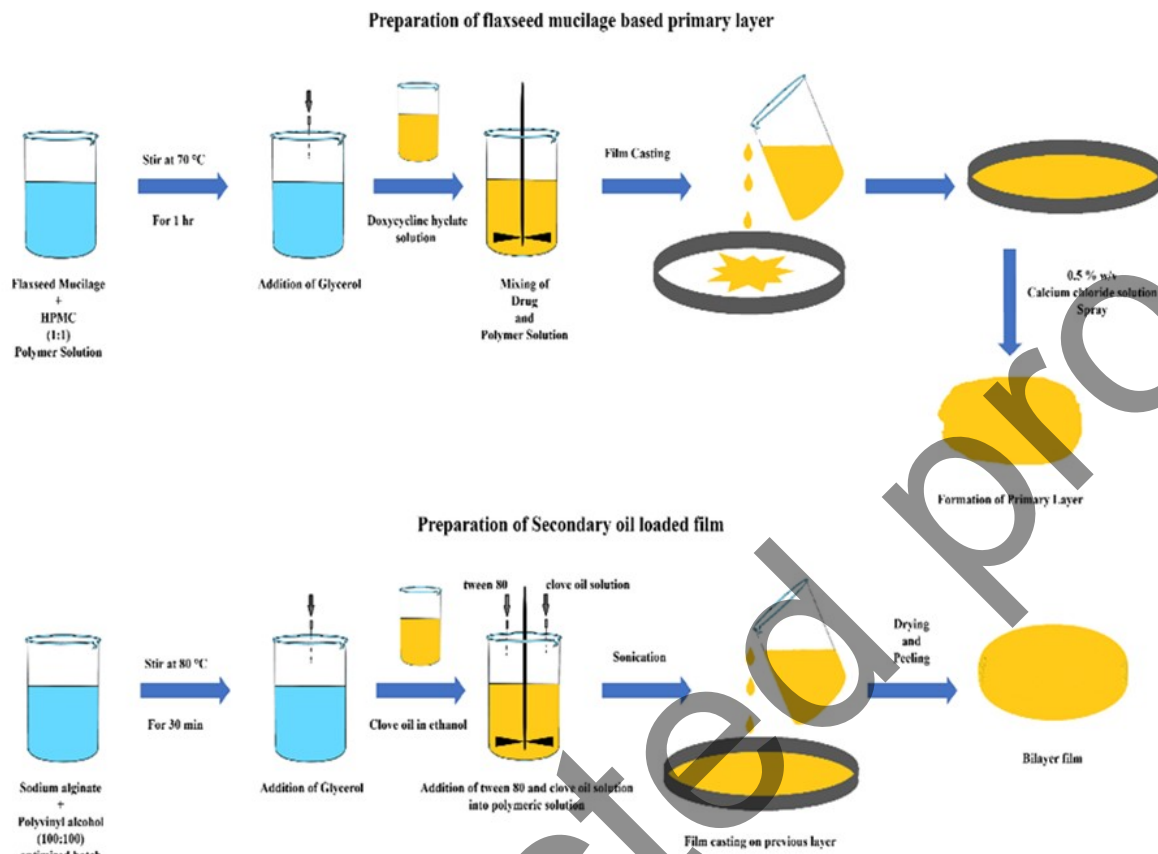 Preparation of flaxseed mucilage based primary layer
Stir at 70 °C
For 1 hr
Flaxseed Mucilage
+
HPMC
(1:1)
Polymer Solution
Addition of Glycerol
Doxycycline hyclate
solution
Mixing of
Drug
and
Polymer Solution
Film Casting
0.5 % w/v
Calcium chloride solution
Spray
Formation of Primary Layer
Preparation of Secondary oil loaded film
Stir at 80 °C
For 30 min
Sodium alginate
+
Polyvinyl alcohol
(100:100)
optimized batch
Addition of Glycerol
Clove oil in ethanol
tween 80
clove oil solution
Addition of tween 80 and clove oil solution
into polymeric solution
Sonication
Film casting on previous layer
Drying
and
Peeling
Bilayer film